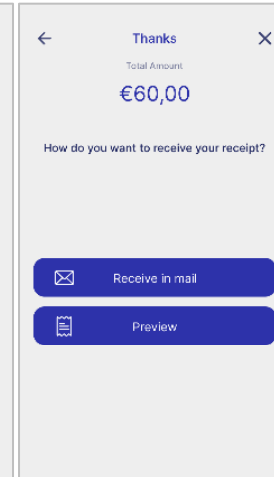 Thanks
Total Amount
€60,00
How do you want to receive your receipt?
Receive in mail
Preview